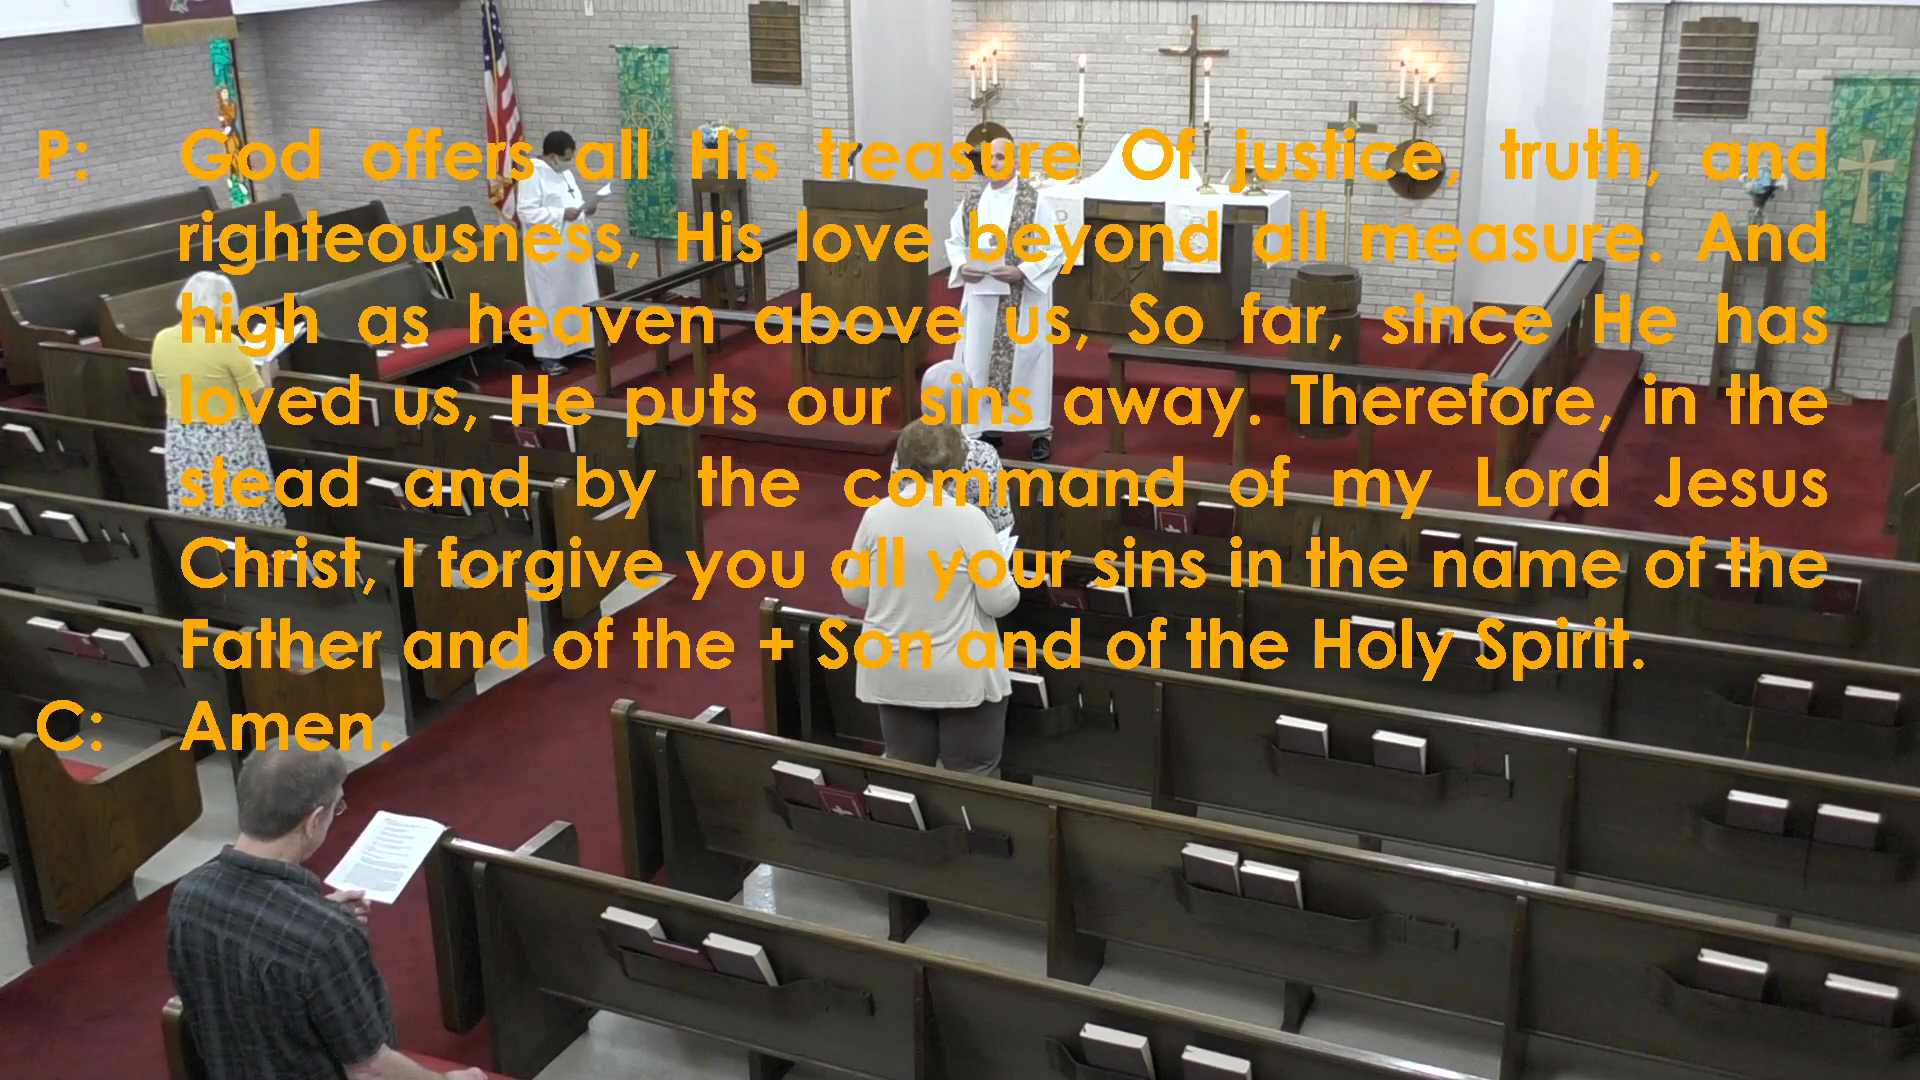 P: God offers all His treasure Of justice, truth, and
righteousness, His love beyond all measure. And
high as heaven above us, So far, since He has
loved us, He puts our sins away. Therefore, in the
stead and by the command of my Lord Jesus
Christ, I forgive you all your sins in the name of the
Father and of the + Son and of the Holy Spirit.
C: Amen.